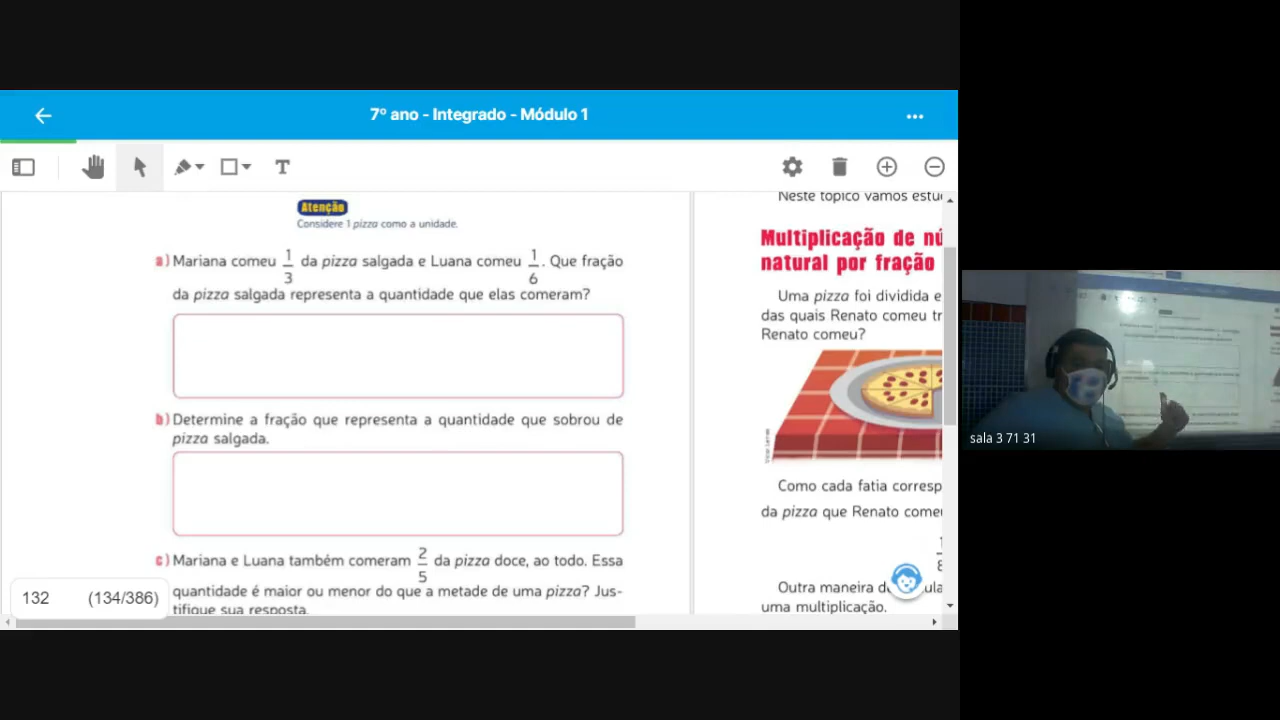 7º ano - Integrado - Módulo 1
T
Atenção
Considere 1 pizza como a unidade.
a) Mariana comeu 1/3 da pizza salgada e Luana comeu 1/6. Que fração
da pizza salgada representa a quantidade que elas comeram?
b) Determine a fração que representa a quantidade que sobrou de
pizza salgada.
c) Mariana e Luana também comeram 2/5 da pizza doce, ao todo. Essa
quantidade é maior ou menor do que a metade de uma pizza? Jus-
tifique sua resposta.
132 (134/386)
Neste tópico vamos estu
Multiplicação de nú
natural por fração
Uma pizza foi dividida e
das quais Renato comeu tr
Renato comeu?
Como cada fatia corresp
da pizza que Renato come
1/8
Outra maneira d ula
uma multiplicação.
sala 3 71 31